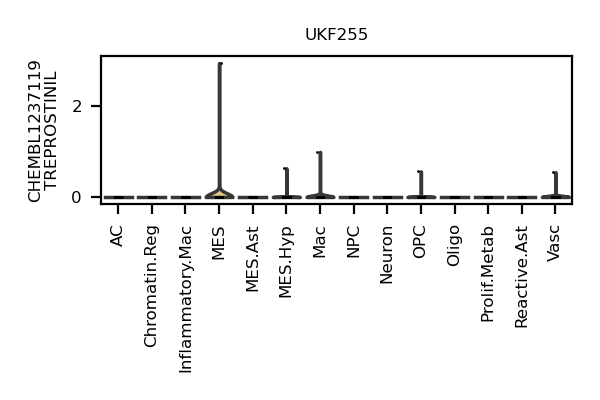 UKF255
CHEMBL1237119
TREPROSTINIL
2
0
AC
Chromatin.Reg
Inflammatory.Mac
MES
MES.Ast
MES.Hyp
Mac
NPC
Neuron
OPC
Oligo
Prolif.Metab
Reactive.Ast
Vasc